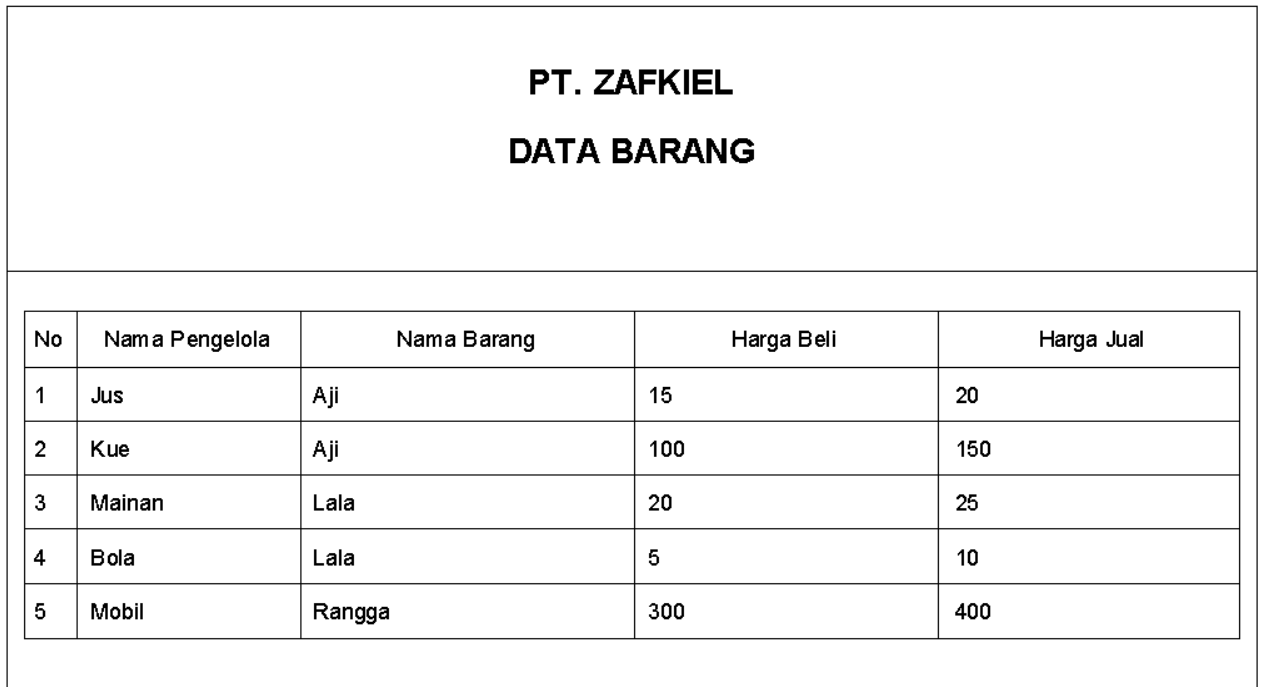 PT. ZAFKIEL
DATA BARANG
No Nama Pengelola Nama Barang Harga Beli Harga Jual
1 Jus Aji 15 20
2 Kue Aji 100 150
3 Mainan Lala 20 25
4 Bola Lala 5 10
5 Mobil Rangga 300 400